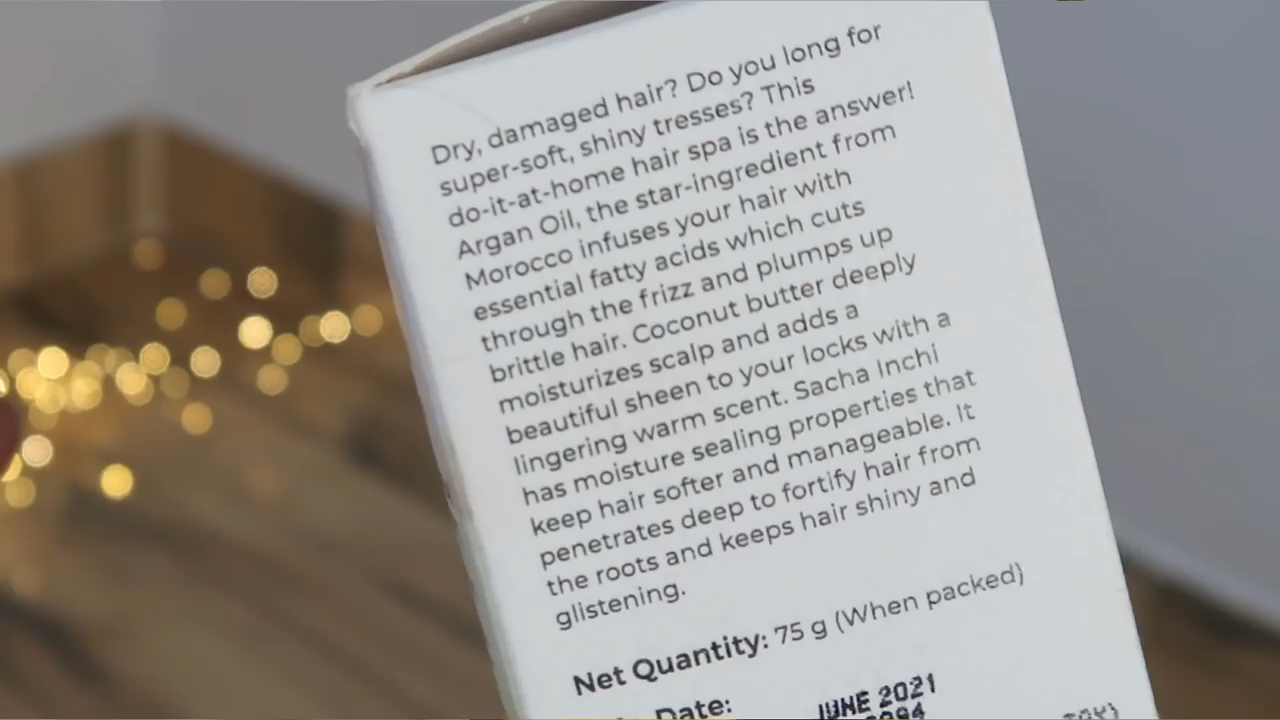 Dry, damaged hair? Do you long for
super-soft, shiny tresses? This
do-it-at-home hair spa is the answer!
Argan Oil, the star-ingredient from
Morocco infuses your hair with
essential fatty acids which cuts
through the frizz and plumps up
brittle hair. Coconut butter deeply
moisturizes scalp and adds a
beautiful sheen to your locks with a
lingering warm scent. Sacha Inchi
has moisture sealing properties that
keep hair softer and manageable. It
penetrates deep to fortify hair from
the roots and keeps hair shiny and
glistening.
Net Quantity: 75 g (When packed)
Date: JUNE 2021